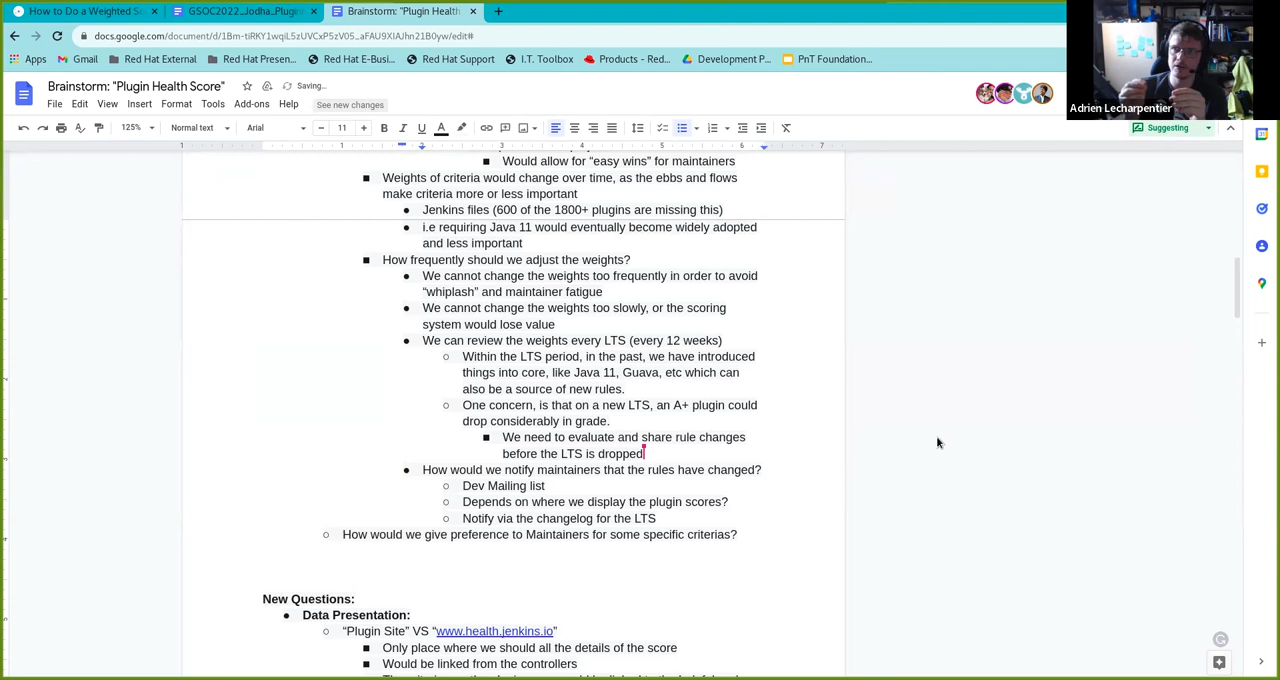 How to Do a Weighted Sc
GSOC2022_Jodha_Plugin
Brainstorm: "Plugin Health Sco
docs.google.com/document/d/1Bm-tiRKY1wqiL5zUVCxP5zV05_aFAU9XIAJhn21B0yw/edit#
Apps Gmail Red Hat External Red Hat Presen... Red Hat E-Busi... Red Hat Support I.T. Toolbox Products - Red... Development P... PnT Foundation...
Adrien Lecharpentier
Brainstorm: "Plugin Health Score"
Saving...
File Edit View Insert Format Tools Add-ons Help See new changes
125% Normal text Arial 11 Suggesting
1 1 2 3 4 5 6 7
Would allow for “easy wins” for maintainers
Weights of criteria would change over time, as the ebbs and flows
make criteria more or less important
Jenkins files (600 of the 1800+ plugins are missing this)
i.e requiring Java 11 would eventually become widely adopted
and less important
How frequently should we adjust the weights?
We cannot change the weights too frequently in order to avoid
“whiplash” and maintainer fatigue
We cannot change the weights too slowly, or the scoring
system would lose value
We can review the weights every LTS (every 12 weeks)
Within the LTS period, in the past, we have introduced
things into core, like Java 11, Guava, etc which can
also be a source of new rules.
One concern, is that on a new LTS, an A+ plugin could
drop considerably in grade.
We need to evaluate and share rule changes
before the LTS is dropped
How would we notify maintainers that the rules have changed?
Dev Mailing list
Depends on where we display the plugin scores?
Notify via the changelog for the LTS
How would we give preference to Maintainers for some specific criterias?
New Questions:
Data Presentation:
“Plugin Site” VS “www.health.jenkins.io”
Only place where we should all the details of the score
Would be linked from the controllers